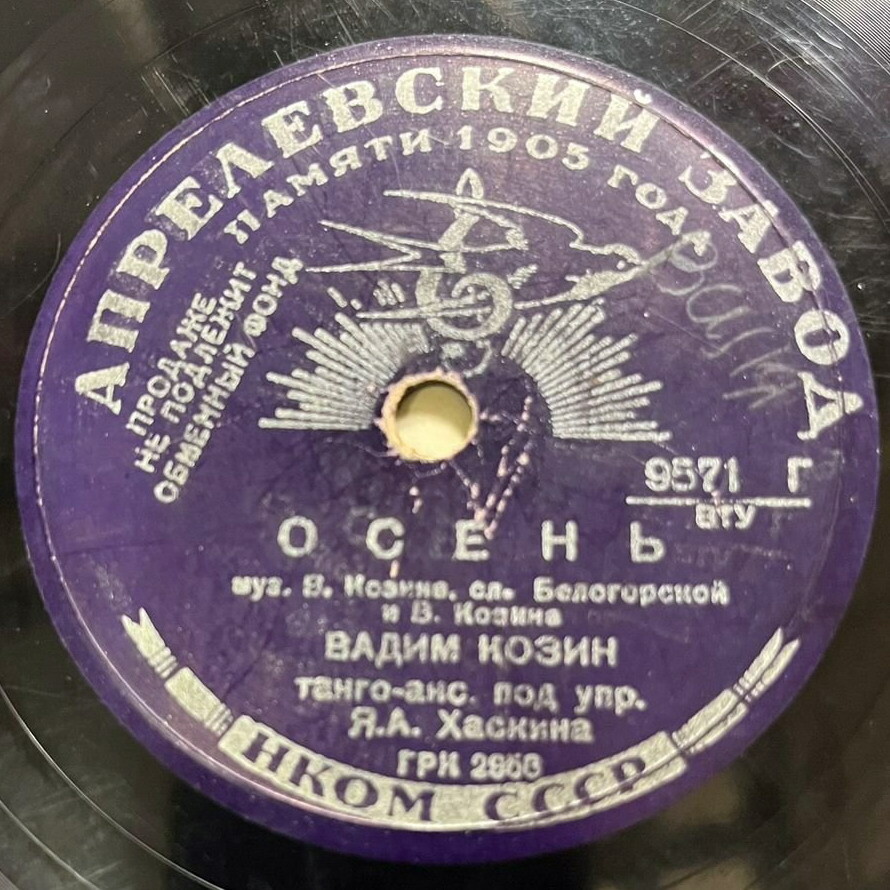 АПРЕЛЕВСКИЙ ЗАВОД
ПАМЯТИ 1905 ГОДА
ПРОДАЖЕ
НЕ ПОДЛЕЖИТ
ОБМЕННЫЙ ФОНД
9571 Г
ВТУ
ОСЕНЬ
муз. В. Козина, сл. Белогорской
и В. Козина
ВАДИМ КОЗИН
танго-анс. под упр.
Я.А. Хаскина
ГРК
НКОМ СССР